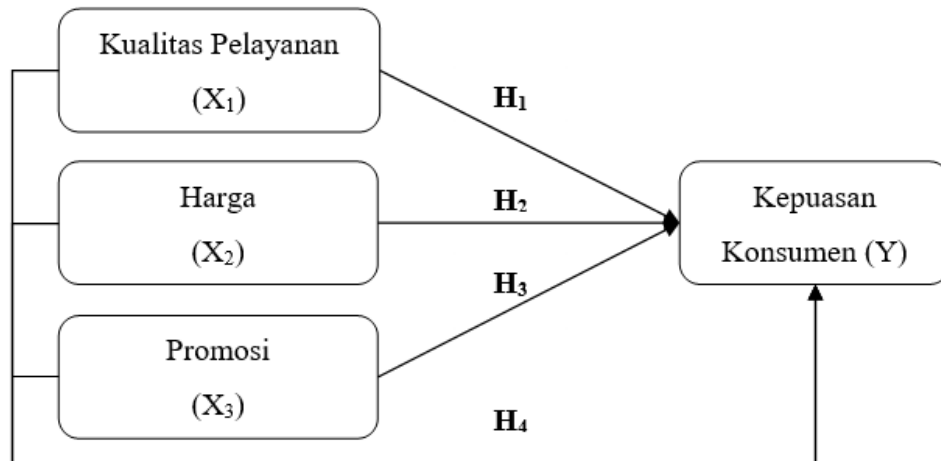 Kualitas Pelayanan
(X₁)
H₁
Harga
(X₂)
H₂
Kepuasan
Konsumen (Y)
H₃
Promosi
(X₃)
H₄